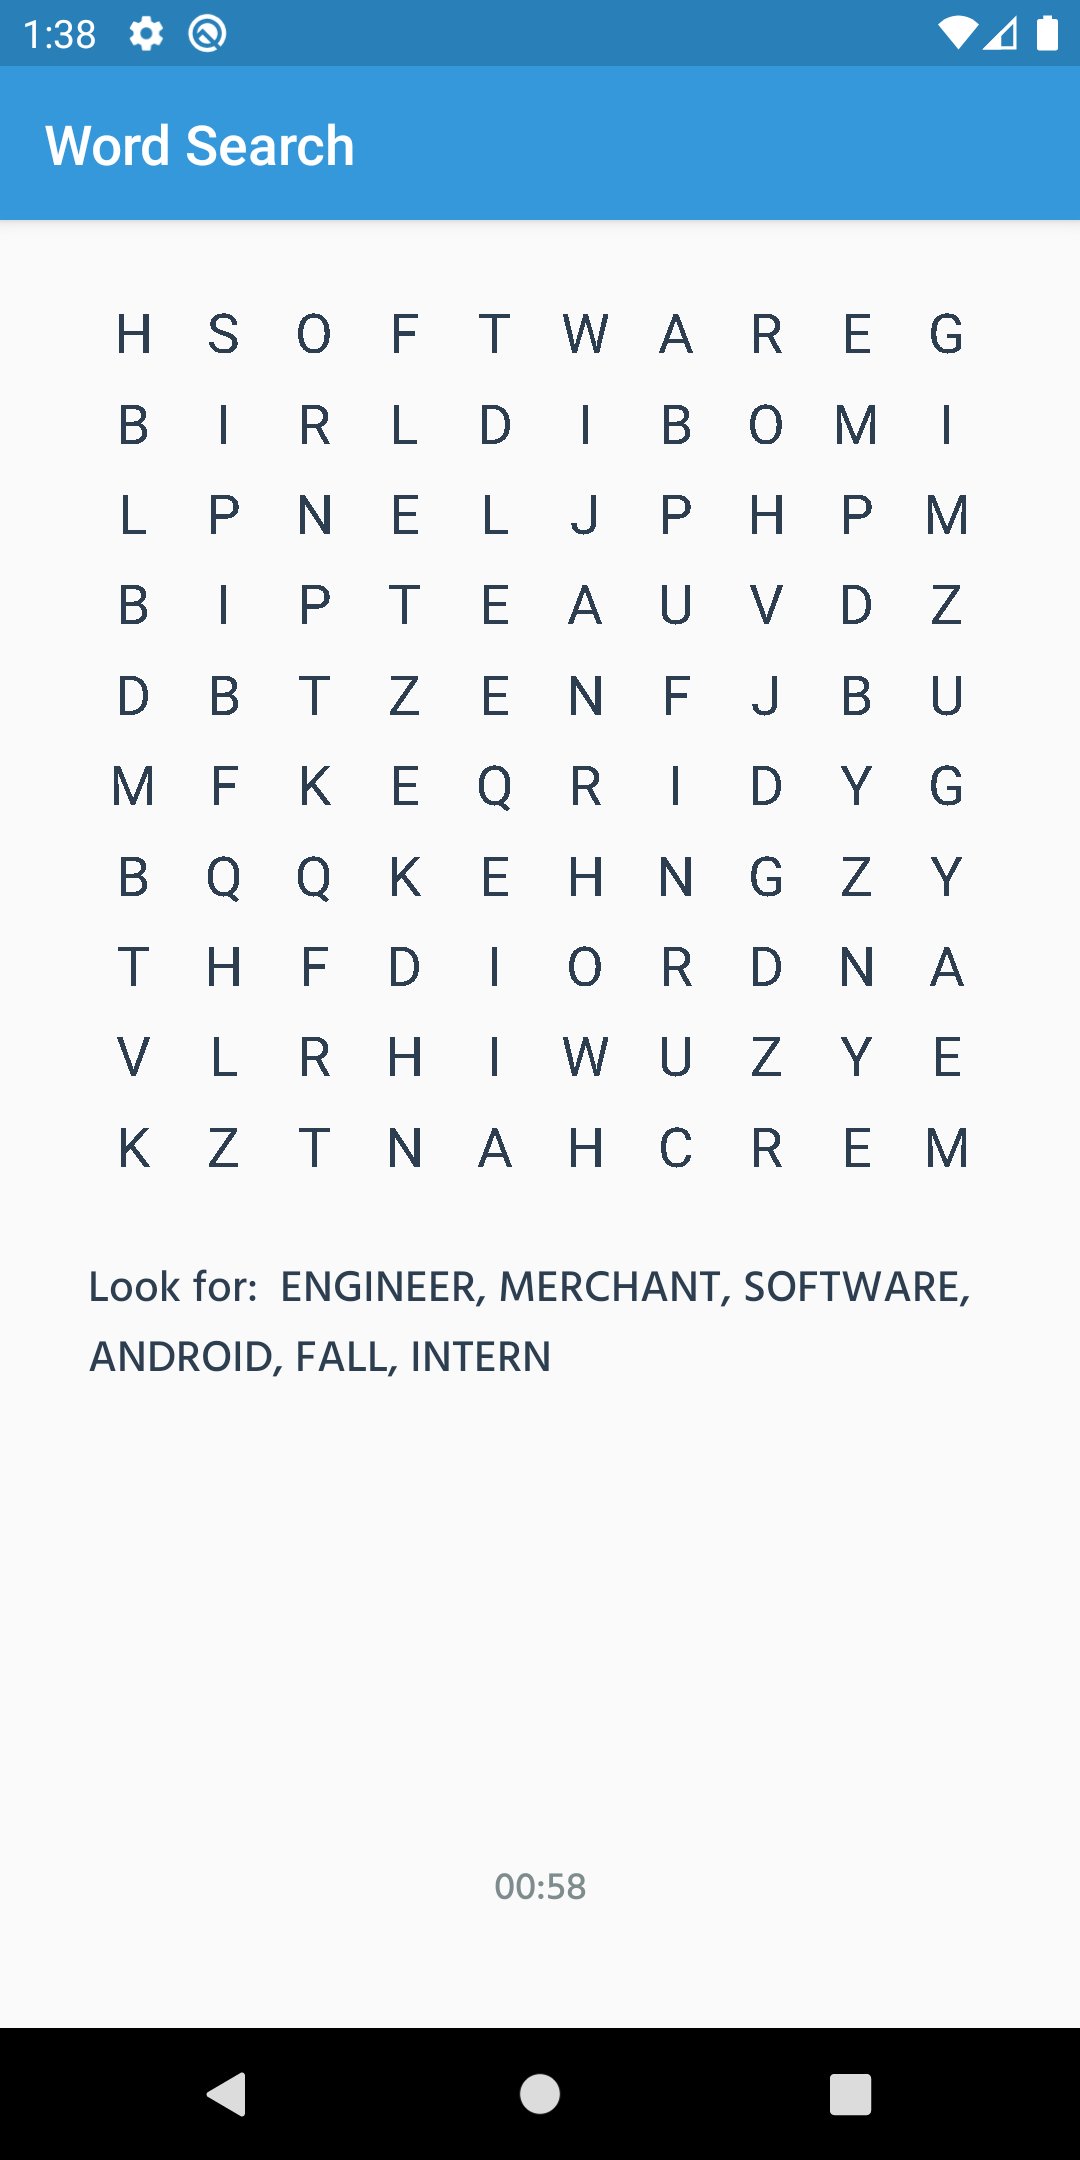 1:38
Word Search
H S O F T W A R E G
B I R L D I B O M I
L P N E L J P H P M
B I P T E A U V D Z
D B T Z E N F J B U
M F K E Q R I D Y G
B Q Q K E H N G Z Y
T H F D I O R D N A
V L R H I W U Z Y E
K Z T N A H C R E M
Look for: ENGINEER, MERCHANT, SOFTWARE,
ANDROID, FALL, INTERN
00:58